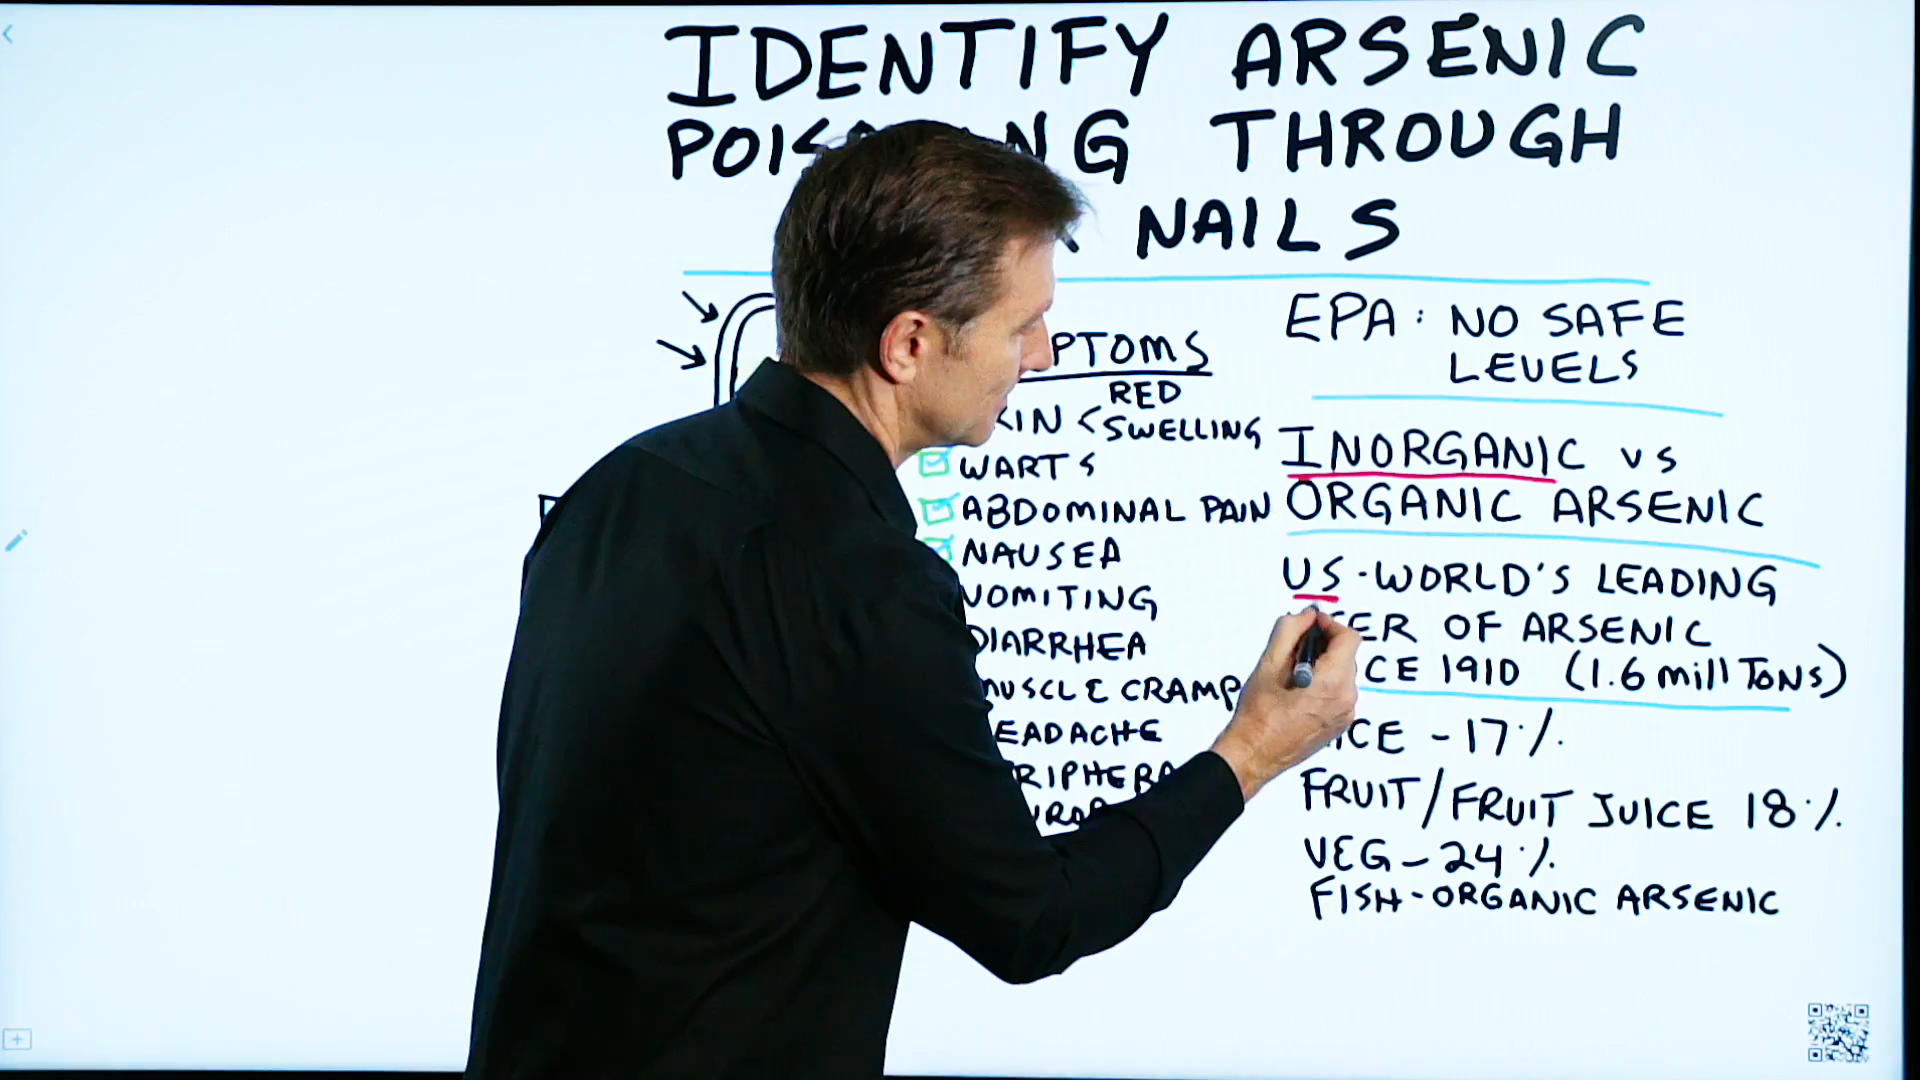 IDENTIFY ARSENIC
THROUGH
NAILS
RED
SWELLING
WARTS
ABDOMINAL PAIN
NAUSEA
VOMITING
DIARRHEA
MUSCLE CRAMP
EPA: NO SAFE
LEVELS
INORGANIC VS
ORGANIC ARSENIC
US-WORLD'S LEADING
OF ARSENIC
1910 (1.6 mill TONS)
-17%
FRUIT/FRUIT JUICE 18%
VEG-24%
FISH-ORGANIC ARSENIC